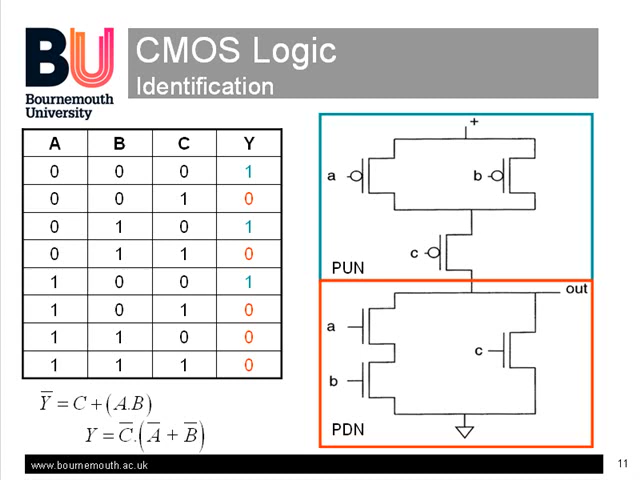 BU
Bournemouth
University
CMOS Logic
Identification
A B C Y
0 0 0 1
0 0 1 0
0 1 0 1
0 1 1 0
1 0 0 1
1 0 1 0
1 1 0 0
1 1 1 0
Y̅ = C + (A.B)
Y = C̅.(A̅ + B̅)
+
a
b
c
PUN
out
a
c
b
PDN
www.bournemouth.ac.uk
11